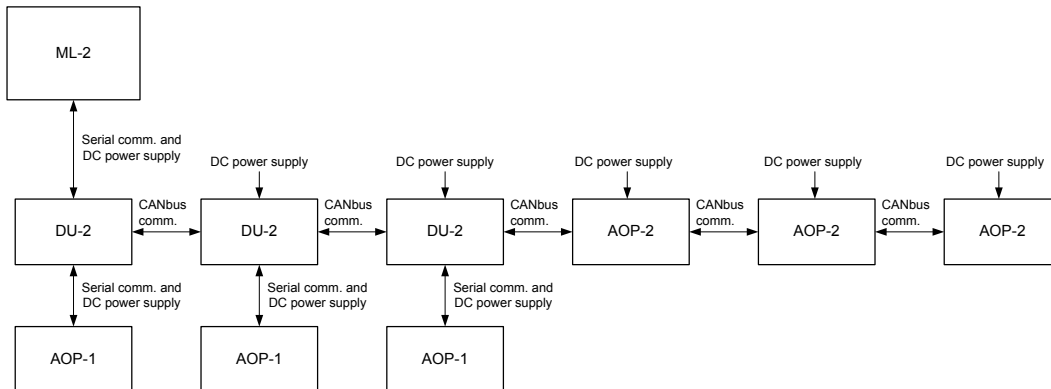 ML-2
Serial comm. and
DC power supply
DC power supply
DC power supply
DC power supply
DC power supply
DC power supply
DU-2
CANbus
comm.
DU-2
CANbus
comm.
DU-2
CANbus
comm.
AOP-2
CANbus
comm.
AOP-2
CANbus
comm.
AOP-2
Serial comm. and
DC power supply
Serial comm. and
DC power supply
Serial comm. and
DC power supply
AOP-1
AOP-1
AOP-1